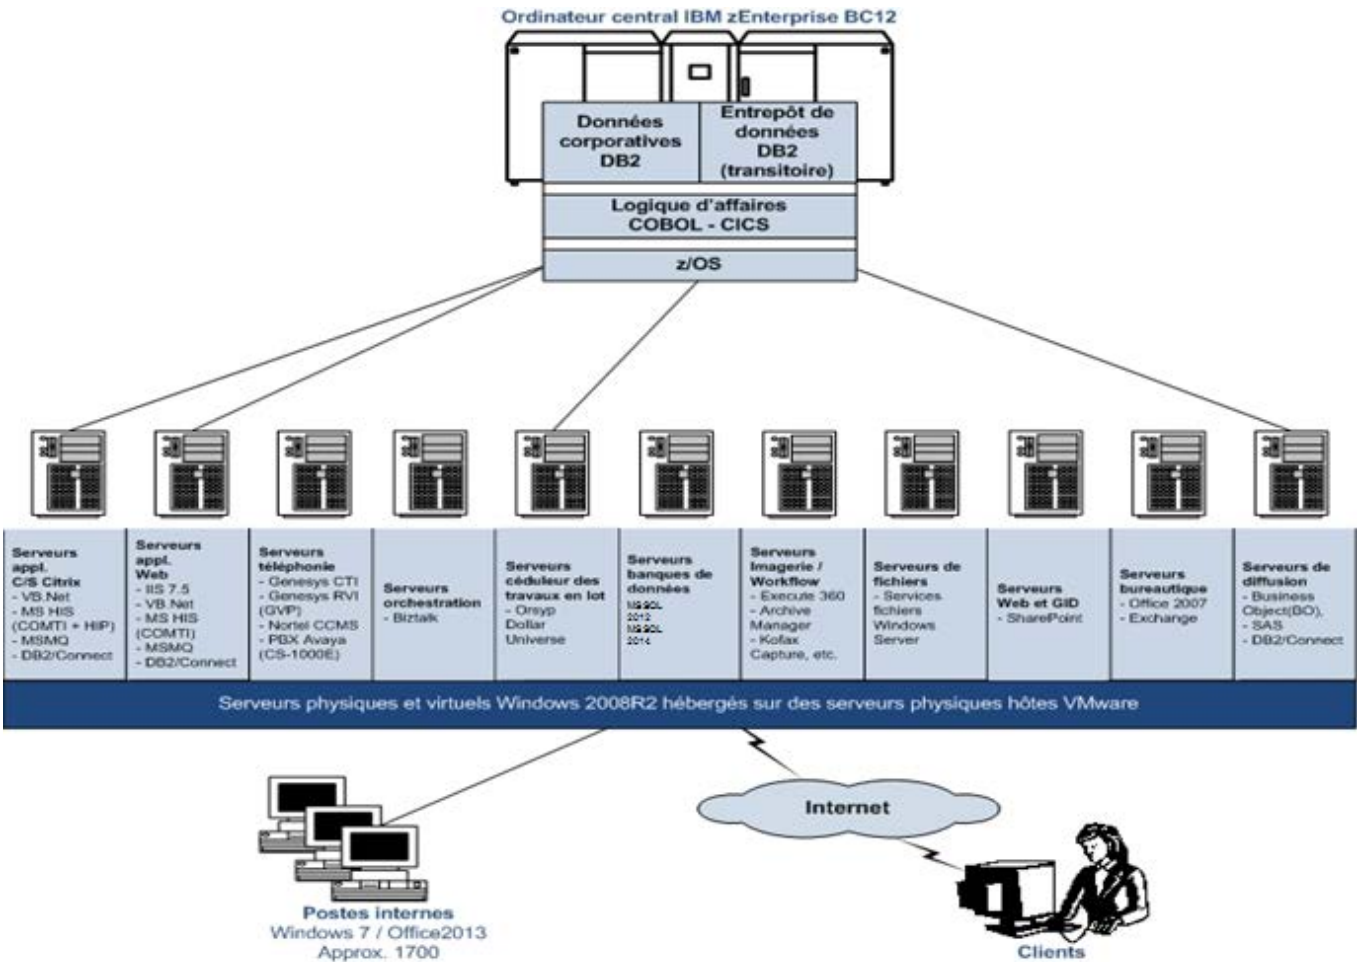 Ordinateur central IBM zEnterprise BC12
Données
corporatives
DB2
Entrepôt de
données
DB2
(transitoire)
Logique d'affaires
COBOL - CICS
z/OS
Serveurs
appl.
C/S Citrix
- VB.Net
- MS HIS
(COMTI + HIP)
- MSMQ
- DB2/Connect
Serveurs
appl.
Web
- IIS 7.5
- VB.Net
- MS HIS
(COMTI)
- MSMQ
- DB2/Connect
Serveurs
téléphonie
- Genesys CTI
- Genesys RVI
(GVP)
- Nortel CCMS
- PBX Avaya
(CS-1000E)
Serveurs
orchestration
- Biztalk
Serveurs
céduleur des
travaux en lot
- Orsyp
Dollar
Universe
Serveurs
banques de
données
MSSQL
2012
MSSQL
2014
Serveurs
Imagerie /
Workflow
- Execute 360
- Archive
Manager
- Kofax
Capture, etc.
Serveurs de
fichiers
- Services
fichiers
Windows
Server
Serveurs
Web et GID
- SharePoint
Serveurs
bureautique
- Office 2007
- Exchange
Serveurs de
diffusion
- Business
Object(BO),
- SAS
- DB2/Connect
Serveurs physiques et virtuels Windows 2008R2 hébergés sur des serveurs physiques hôtes VMware
Internet
Postes internes
Windows 7 / Office2013
Approx. 1700
Clients